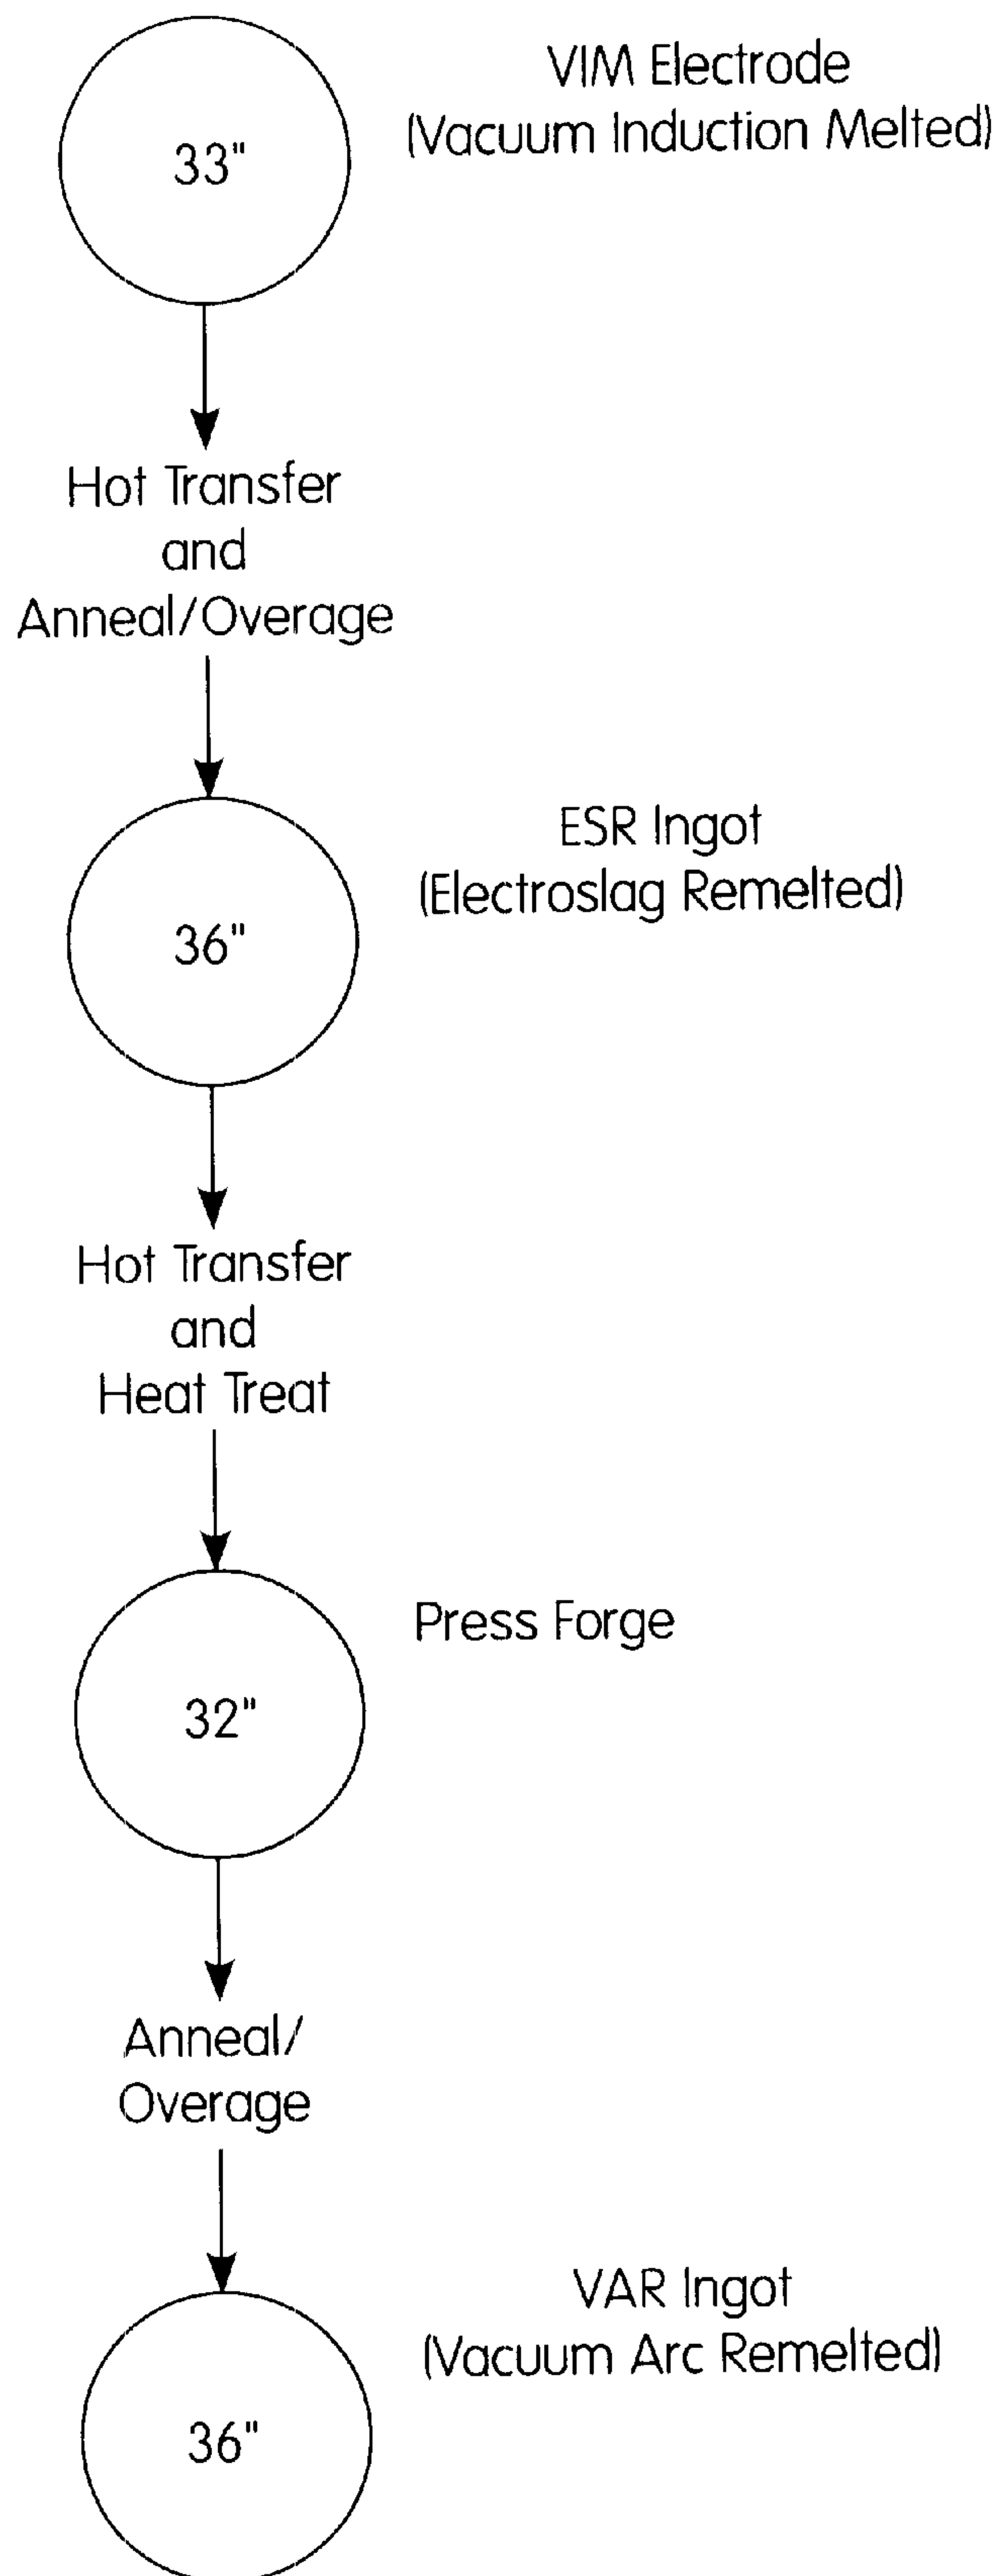 33"
VIM Electrode
(Vacuum Induction Melted)
Hot Transfer
and
Anneal/Overage
36"
ESR Ingot
(Electroslag Remelted)
Hot Transfer
and
Heat Treat
32"
Press Forge
Anneal/
Overage
36"
VAR Ingot
(Vacuum Arc Remelted)